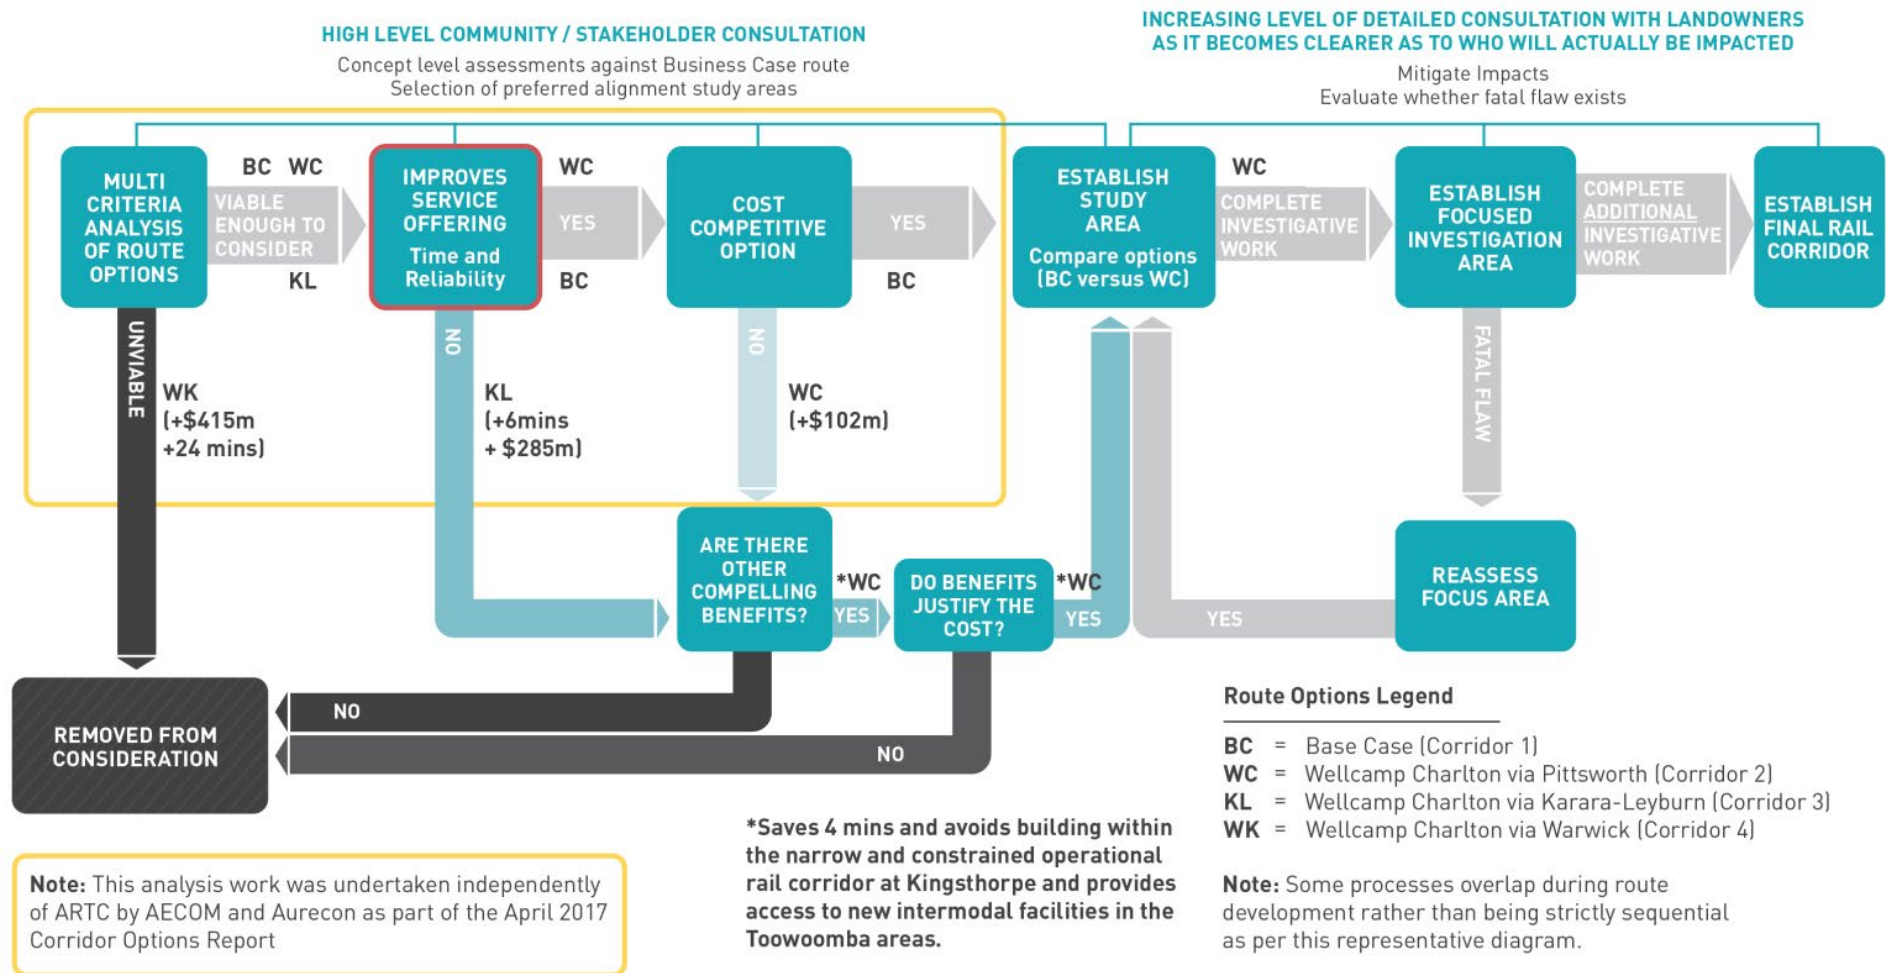 HIGH LEVEL COMMUNITY / STAKEHOLDER CONSULTATION
Concept level assessments against Business Case route
Selection of preferred alignment study areas
INCREASING LEVEL OF DETAILED CONSULTATION WITH LANDOWNERS
AS IT BECOMES CLEARER AS TO WHO WILL ACTUALLY BE IMPACTED
Mitigate Impacts
Evaluate whether fatal flaw exists
MULTI
CRITERIA
ANALYSIS
OF ROUTE
OPTIONS
BC WC
VIABLE
ENOUGH TO
CONSIDER
KL
IMPROVES
SERVICE
OFFERING
Time and
Reliability
WC
YES
BC
COST
COMPETITIVE
OPTION
YES
BC
ESTABLISH
STUDY
AREA
Compare options
(BC versus WC)
WC
COMPLETE
INVESTIGATIVE
WORK
ESTABLISH
FOCUSED
INVESTIGATION
AREA
COMPLETE
ADDITIONAL
INVESTIGATIVE
WORK
ESTABLISH
FINAL RAIL
CORRIDOR
UNVIABLE
WK
(+$415m
+24 mins)
NO
KL
(+6mins
+ $285m)
NO
WC
(+$102m)
FATAL FLAW
ARE THERE
OTHER
COMPELLING
BENEFITS?
*WC
YES
DO BENEFITS
JUSTIFY THE
COST?
*WC
YES
YES
REASSESS
FOCUS AREA
REMOVED FROM
CONSIDERATION
NO
NO
Route Options Legend
BC = Base Case (Corridor 1)
WC = Wellcamp Charlton via Pittsworth (Corridor 2)
KL = Wellcamp Charlton via Karara-Leyburn (Corridor 3)
WK = Wellcamp Charlton via Warwick (Corridor 4)
*Saves 4 mins and avoids building within
the narrow and constrained operational
rail corridor at Kingsthorpe and provides
access to new intermodal facilities in the
Toowoomba areas.
Note: This analysis work was undertaken independently
of ARTC by AECOM and Aurecon as part of the April 2017
Corridor Options Report
Note: Some processes overlap during route
development rather than being strictly sequential
as per this representative diagram.